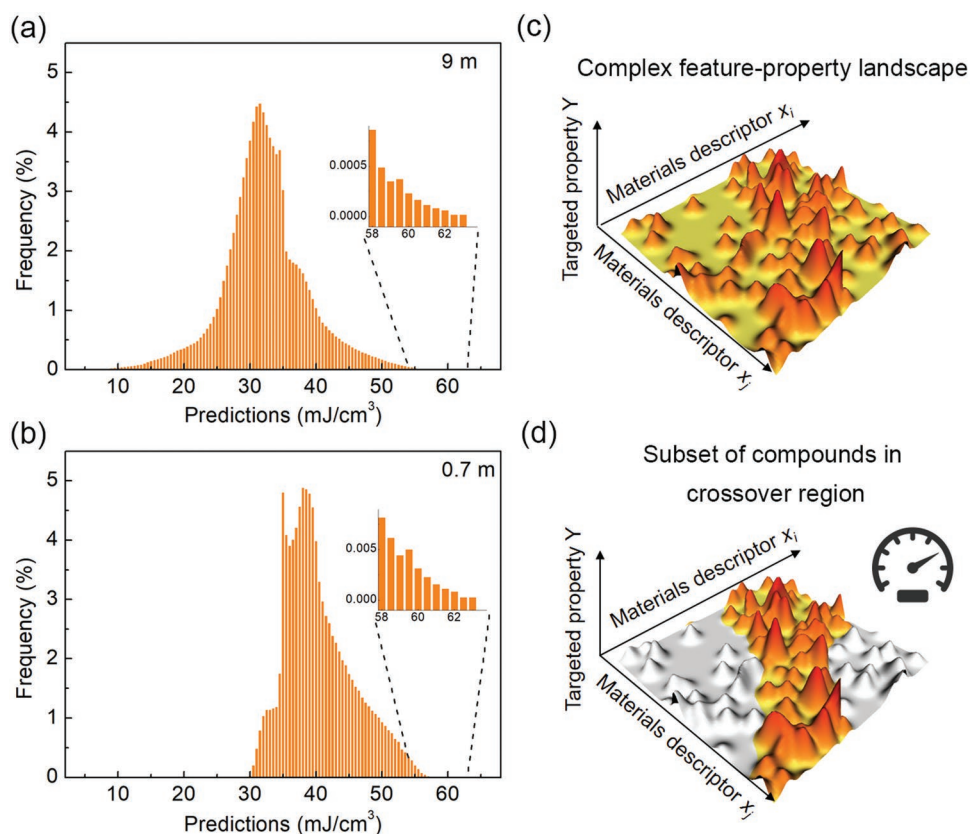 (a)
9 m
5
4
3
2
1
0
Frequency (%)
10 20 30 40 50 60
Predictions (mJ/cm³)
0.0005
0.0000
58 60 62
(b)
0.7 m
5
4
3
2
1
0
Frequency (%)
10 20 30 40 50 60
Predictions (mJ/cm³)
0.005
0.000
58 60 62
(c)
Complex feature-property landscape
Targeted property Y
Materials descriptor xᵢ
Materials descriptor xⱼ
(d)
Subset of compounds in
crossover region
Targeted property Y
Materials descriptor xᵢ
Materials descriptor xⱼ